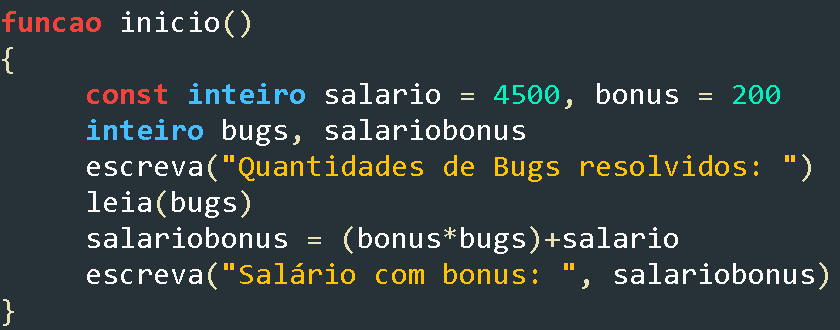 funcao inicio()
{
const inteiro salario = 4500, bonus = 200
inteiro bugs, salariobonus
escreva("Quantidades de Bugs resolvidos: ")
leia(bugs)
salariobonus = (bonus*bugs)+salario
escreva("Salário com bonus: ", salariobonus)
}